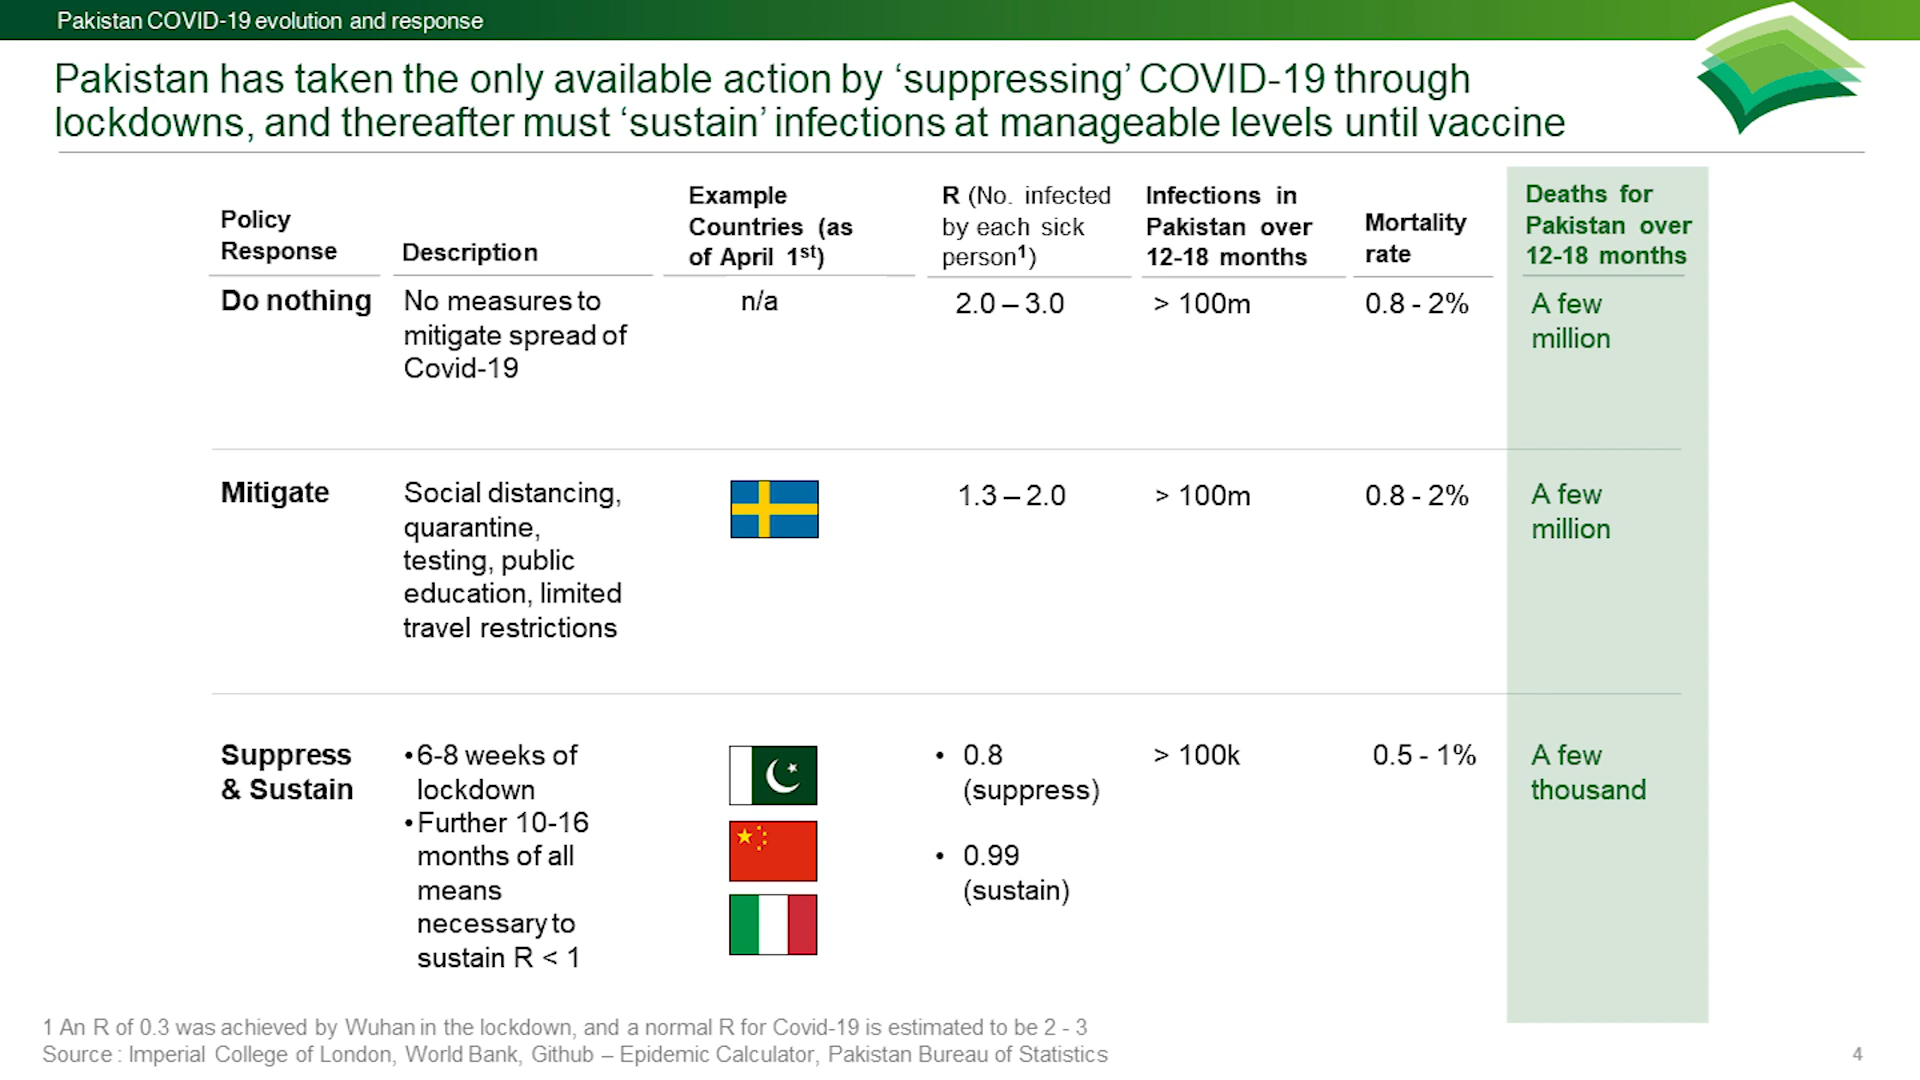 Pakistan COVID-19 evolution and response
Pakistan has taken the only available action by ‘suppressing’ COVID-19 through
lockdowns, and thereafter must ‘sustain’ infections at manageable levels until vaccine
Policy
Response
Description
Example
Countries (as
of April 1st)
R (No. infected
by each sick
person1)
Infections in
Pakistan over
12-18 months
Mortality
rate
Deaths for
Pakistan over
12-18 months
Do nothing
No measures to
mitigate spread of
Covid-19
n/a
2.0 – 3.0
> 100m
0.8 - 2%
A few
million
Mitigate
Social distancing,
quarantine,
testing, public
education, limited
travel restrictions
1.3 – 2.0
> 100m
0.8 - 2%
A few
million
Suppress
& Sustain
•6-8 weeks of
lockdown
•Further 10-16
months of all
means
necessary to
sustain R < 1
• 0.8
(suppress)
• 0.99
(sustain)
> 100k
0.5 - 1%
A few
thousand
1 An R of 0.3 was achieved by Wuhan in the lockdown, and a normal R for Covid-19 is estimated to be 2 - 3
Source : Imperial College of London, World Bank, Github – Epidemic Calculator, Pakistan Bureau of Statistics
4